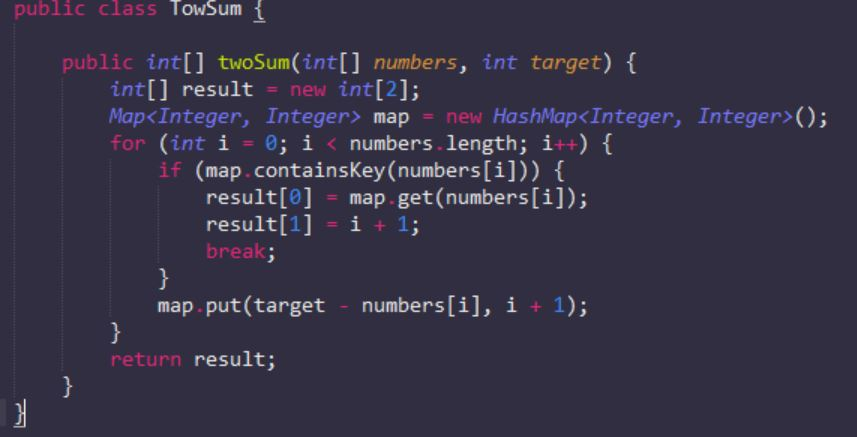 public class TowSum {
public int[] twoSum(int[] numbers, int target) {
int[] result = new int[2];
Map<Integer, Integer> map = new HashMap<Integer, Integer>();
for (int i = 0; i < numbers.length; i++) {
if (map.containsKey(numbers[i])) {
result[0] = map.get(numbers[i]);
result[1] = i + 1;
break;
}
map.put(target - numbers[i], i + 1);
}
return result;
}
}